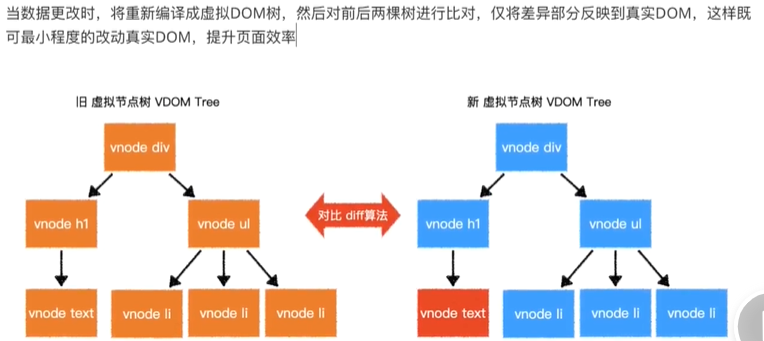 当数据更改时，将重新编译成虚拟DOM树，然后对前后两棵树进行比对，仅将差异部分反映到真实DOM，这样既
可最小程度的改动真实DOM，提升页面效率
旧 虚拟节点树 VDOM Tree
新 虚拟节点树 VDOM Tree
vnode div
vnode div
vnode h1
vnode ul
对比 diff算法
vnode h1
vnode ul
vnode text
vnode li
vnode li
vnode li
vnode text
vnode li
vnode li
vnode li